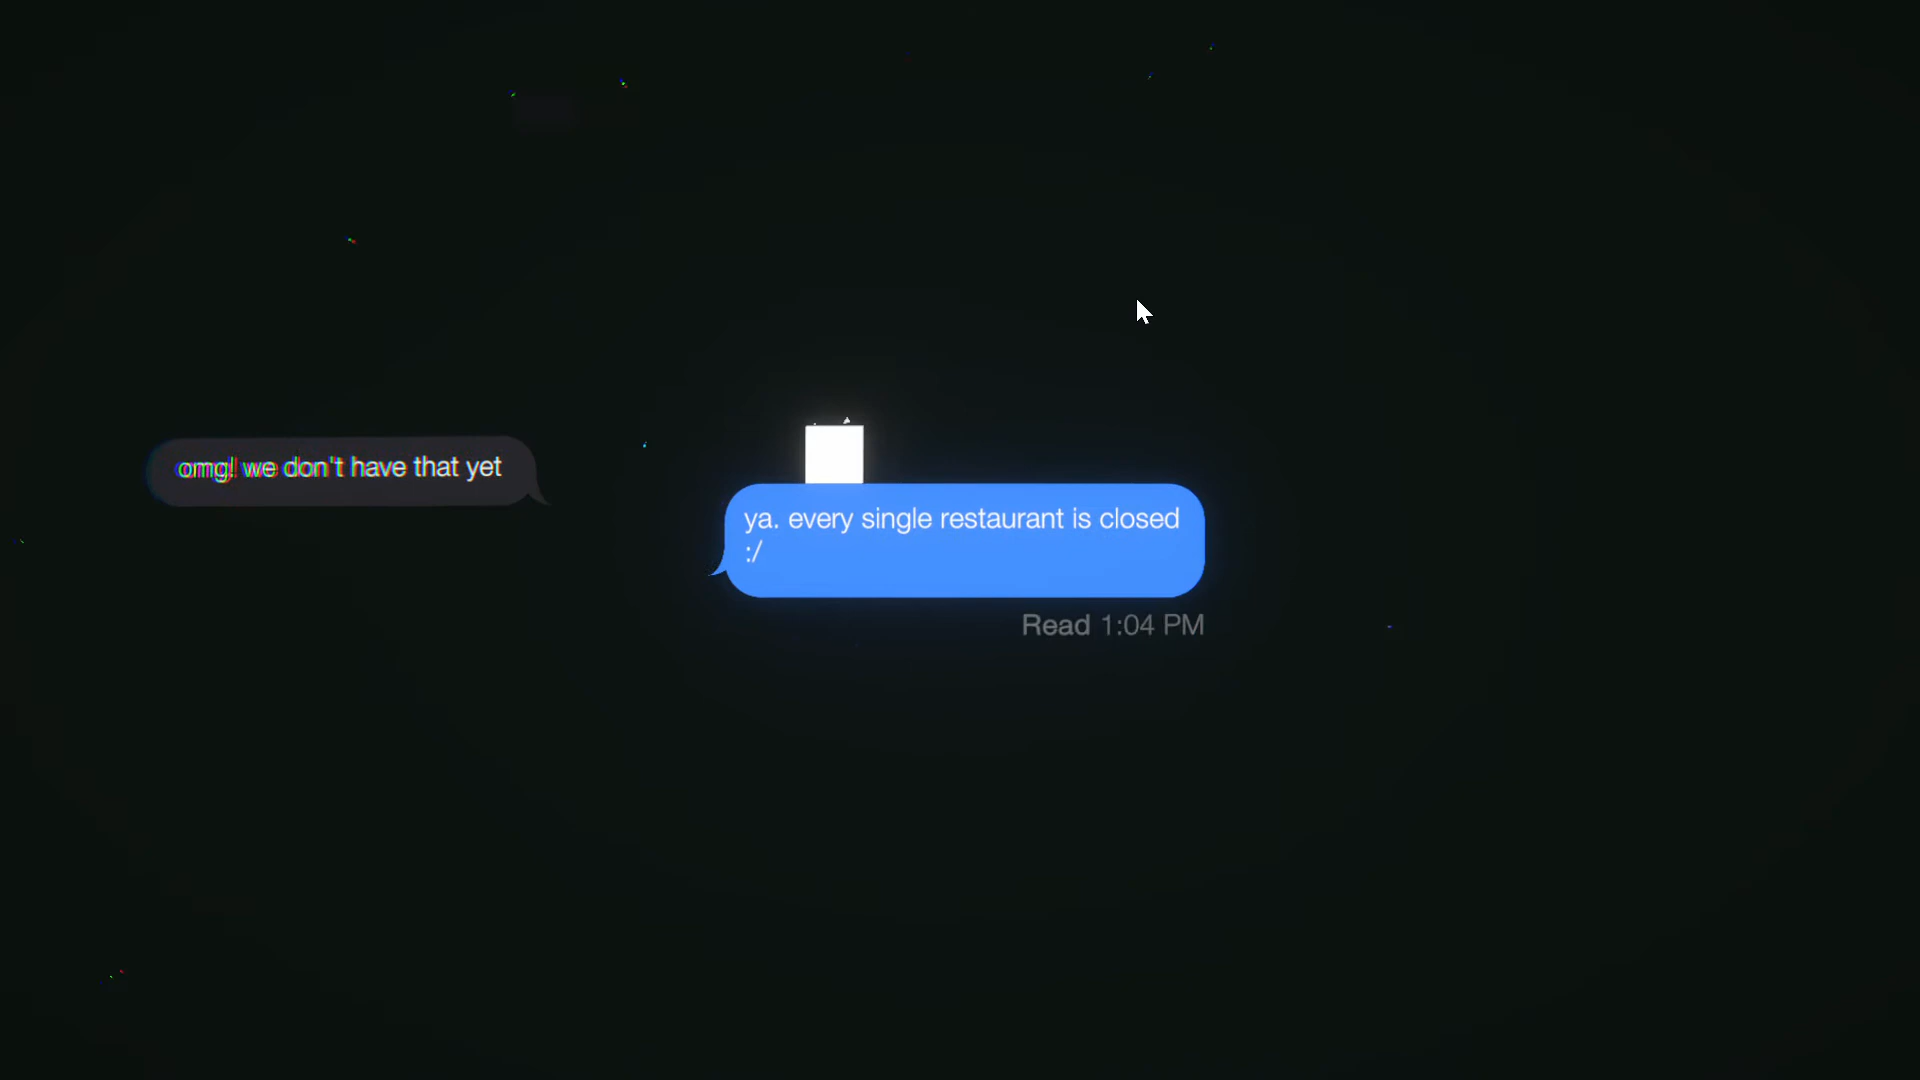 omg! we don't have that yet
ya. every single restaurant is closed
:/
Read 1:04 PM